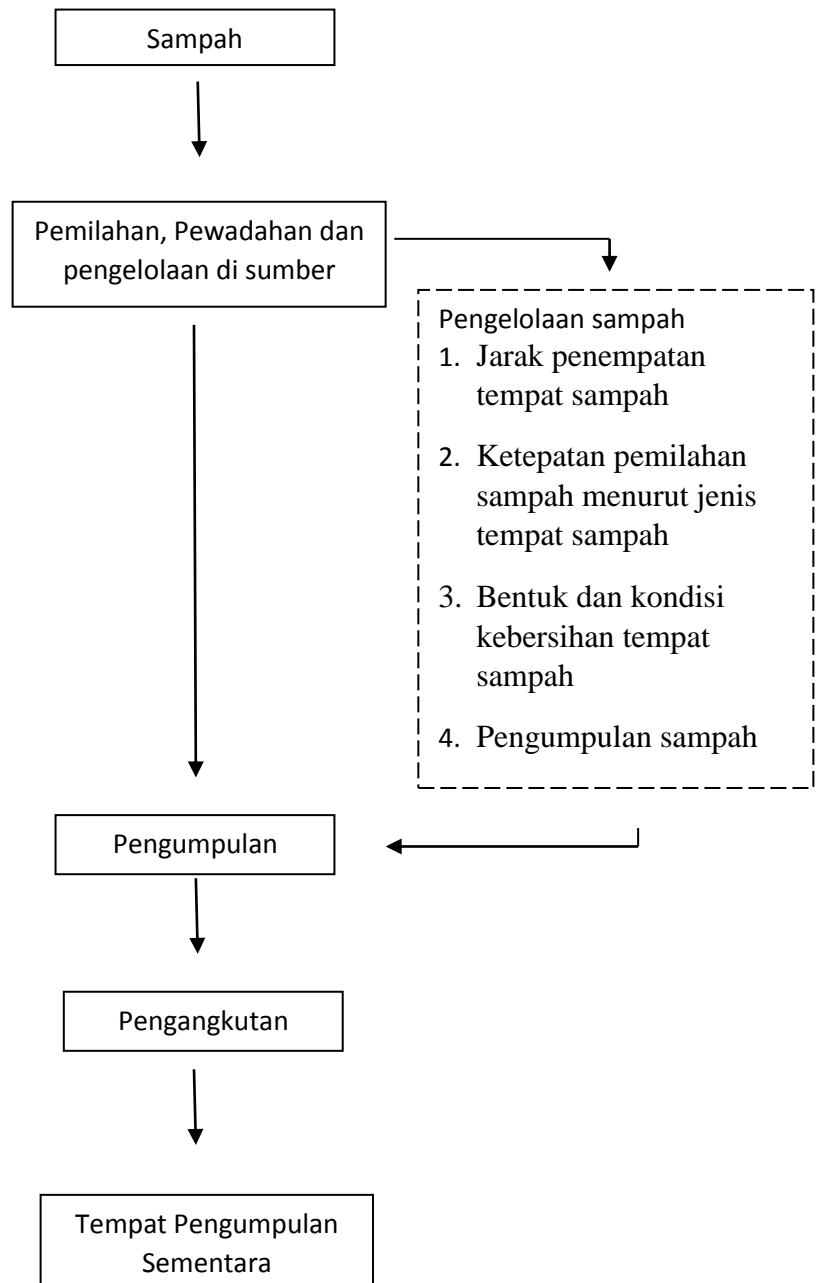 Sampah
Pemilahan, Pewadahan dan
pengelolaan di sumber
Pengelolaan sampah
1. Jarak penempatan
tempat sampah
2. Ketepatan pemilahan
sampah menurut jenis
tempat sampah
3. Bentuk dan kondisi
kebersihan tempat
sampah
4. Pengumpulan sampah
Pengumpulan
Pengangkutan
Tempat Pengumpulan
Sementara